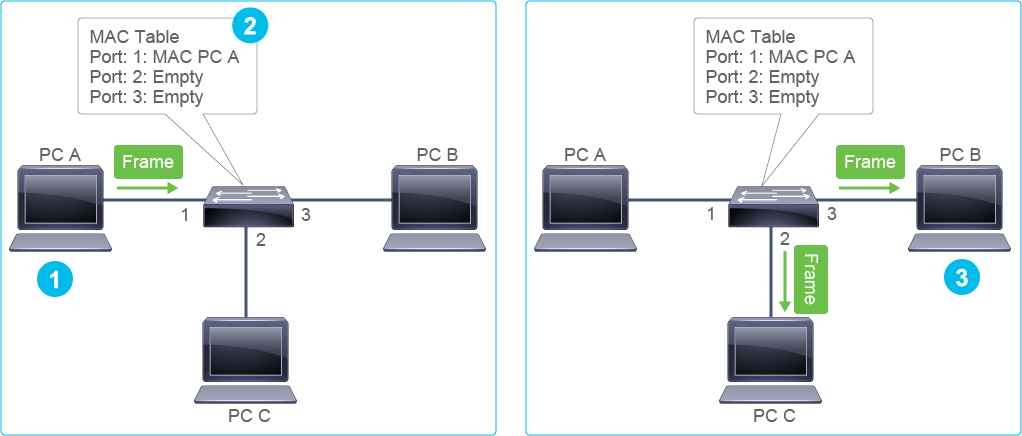 2
MAC Table
Port: 1: MAC PC A
Port: 2: Empty
Port: 3: Empty
PC A
Frame
PC B
1
3
2
1
PC C
MAC Table
Port: 1: MAC PC A
Port: 2: Empty
Port: 3: Empty
PC A
Frame
PC B
1
3
2
Frame
3
PC C